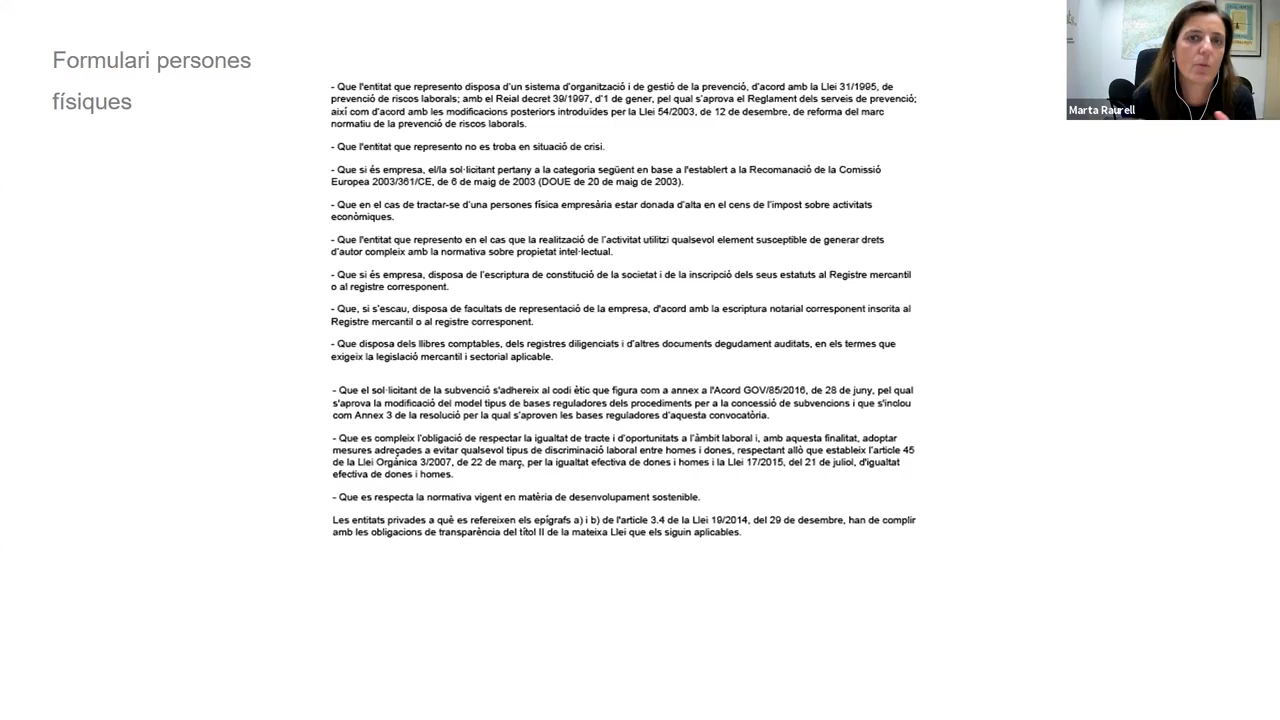 Formulari persones
físiques
- Que l'entitat que represento disposa d'un sistema d'organització i de gestió de la prevenció, d'acord amb la Llei 31/1995, de
prevenció de riscos laborals; amb el Reial decret 39/1997, d'1 de gener, pel qual s'aprova el Reglament dels serveis de prevenció;
així com d'acord amb les modificacions posteriors introduïdes per la Llei 54/2003, de 12 de desembre, de reforma del marc
normatiu de la prevenció de riscos laborals.
- Que l'entitat que represento no es troba en situació de crisi.
- Que si és empresa, el/la sol·licitant pertany a la categoria següent en base a l'establert a la Recomanació de la Comissió
Europea 2003/361/CE, de 6 de maig de 2003 (DOUE de 20 de maig de 2003).
- Que en el cas de tractar-se d'una persones física empresària estar donada d'alta en el cens de l'impost sobre activitats
econòmiques.
- Que l'entitat que represento en el cas que la realització de l'activitat utilitzi qualsevol element susceptible de generar drets
d'autor compleix amb la normativa sobre propietat intel·lectual.
- Que si és empresa, disposa de l'escriptura de constitució de la societat i de la inscripció dels seus estatuts al Registre mercantil
o al registre corresponent.
- Que, si s'escau, disposa de facultats de representació de la empresa, d'acord amb la escriptura notarial corresponent inscrita al
Registre mercantil o al registre corresponent.
- Que disposa dels llibres comptables, dels registres diligenciats i d'altres documents degudament auditats, en els termes que
exigeix la legislació mercantil i sectorial aplicable.
- Que el sol·licitant de la subvenció s'adhereix al codi ètic que figura com a annex a l'Acord GOV/85/2016, de 28 de juny, pel qual
s'aprova la modificació del model tipus de bases reguladores dels procediments per a la concessió de subvencions i que s'inclou
com Annex 3 de la resolució per la qual s'aproven les bases reguladores d'aquesta convocatòria.
- Que es compleix l'obligació de respectar la igualtat de tracte i d'oportunitats a l'àmbit laboral i, amb aquesta finalitat, adoptar
mesures adreçades a evitar qualsevol tipus de discriminació laboral entre homes i dones, respectant allò que estableix l'article 45
de la Llei Orgánica 3/2007, de 22 de març, per la igualtat efectiva de dones i homes i la Llei 17/2015, del 21 de juliol, d'igualtat
efectiva de dones i homes.
- Que es respecta la normativa vigent en matèria de desenvolupament sostenible.
Les entitats privades a què es refereixen els epígrafs a) i b) de l'article 3.4 de la Llei 19/2014, del 29 de desembre, han de complir
amb les obligacions de transparència del títol II de la mateixa Llei que els siguin aplicables.
Marta Raurell